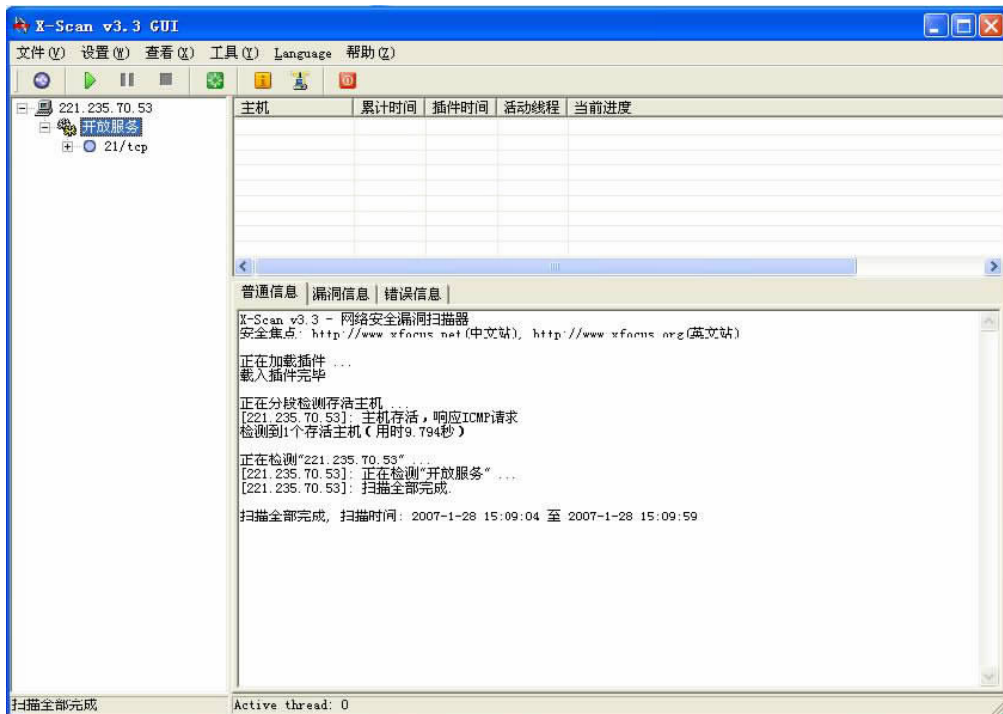 X-Scan v3.3 GUI
文件(V) 设置(W) 查看(X) 工具(Y) Language 帮助(Z)
221.235.70.53
开放服务
21/tcp
主机 累计时间 插件时间 活动线程 当前进度
普通信息 漏洞信息 错误信息
X-Scan v3.3 - 网络安全漏洞扫描器
安全焦点: http://www.xfocus.net(中文站), http://www.xfocus.org(英文站)
正在加载插件 ...
载入插件完毕
正在分段检测存活主机 ...
[221.235.70.53]: 主机存活，响应ICMP请求
检测到1个存活主机（用时9.794秒）
正在检测"221.235.70.53" ...
[221.235.70.53]: 正在检测"开放服务" ...
[221.235.70.53]: 扫描全部完成.
扫描全部完成, 扫描时间: 2007-1-28 15:09:04 至 2007-1-28 15:09:59
扫描全部完成 Active thread: 0